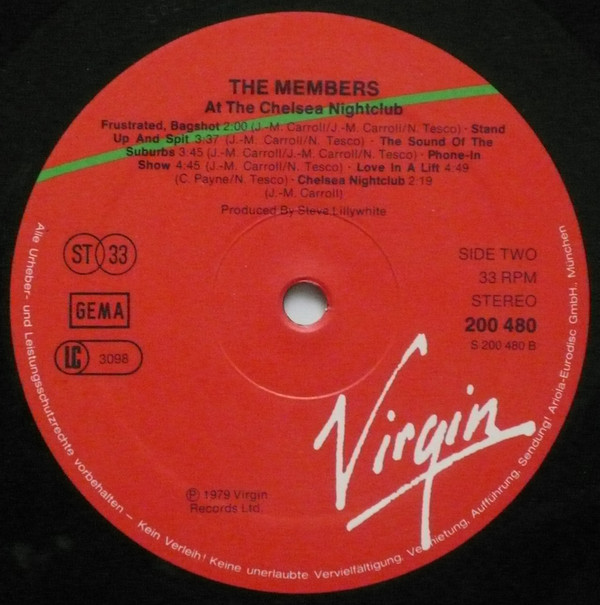 THE MEMBERS
At The Chelsea Nightclub
Frustrated, Bagshot 2:00 (J.-M. Carroll/J.-M. Carroll/N. Tesco) · Stand
Up And Spit 3:37 (J.-M. Carroll/N. Tesco) · The Sound Of The
Suburbs 3:45 (J.-M. Carroll/N. Tesco) · Phone-In
Show 4:45 (J.-M. Carroll/N. Tesco) · Love In A Lift 4:49
(C. Payne/N. Tesco) · Chelsea Nightclub 2:19
(J.-M. Carroll)
Produced By Steve Lillywhite
ST 33
GEMA
LC 3098
SIDE TWO
33 RPM
STEREO
200 480
S 200 480 B
Virgin
℗ 1979 Virgin
Records Ltd.
Alle Urheber- und Leistungsschutzrechte vorbehalten – Kein Verleih! Keine unerlaubte Vervielfältigung, Vermietung, Aufführung, Sendung! Ariola-Eurodisc GmbH., München